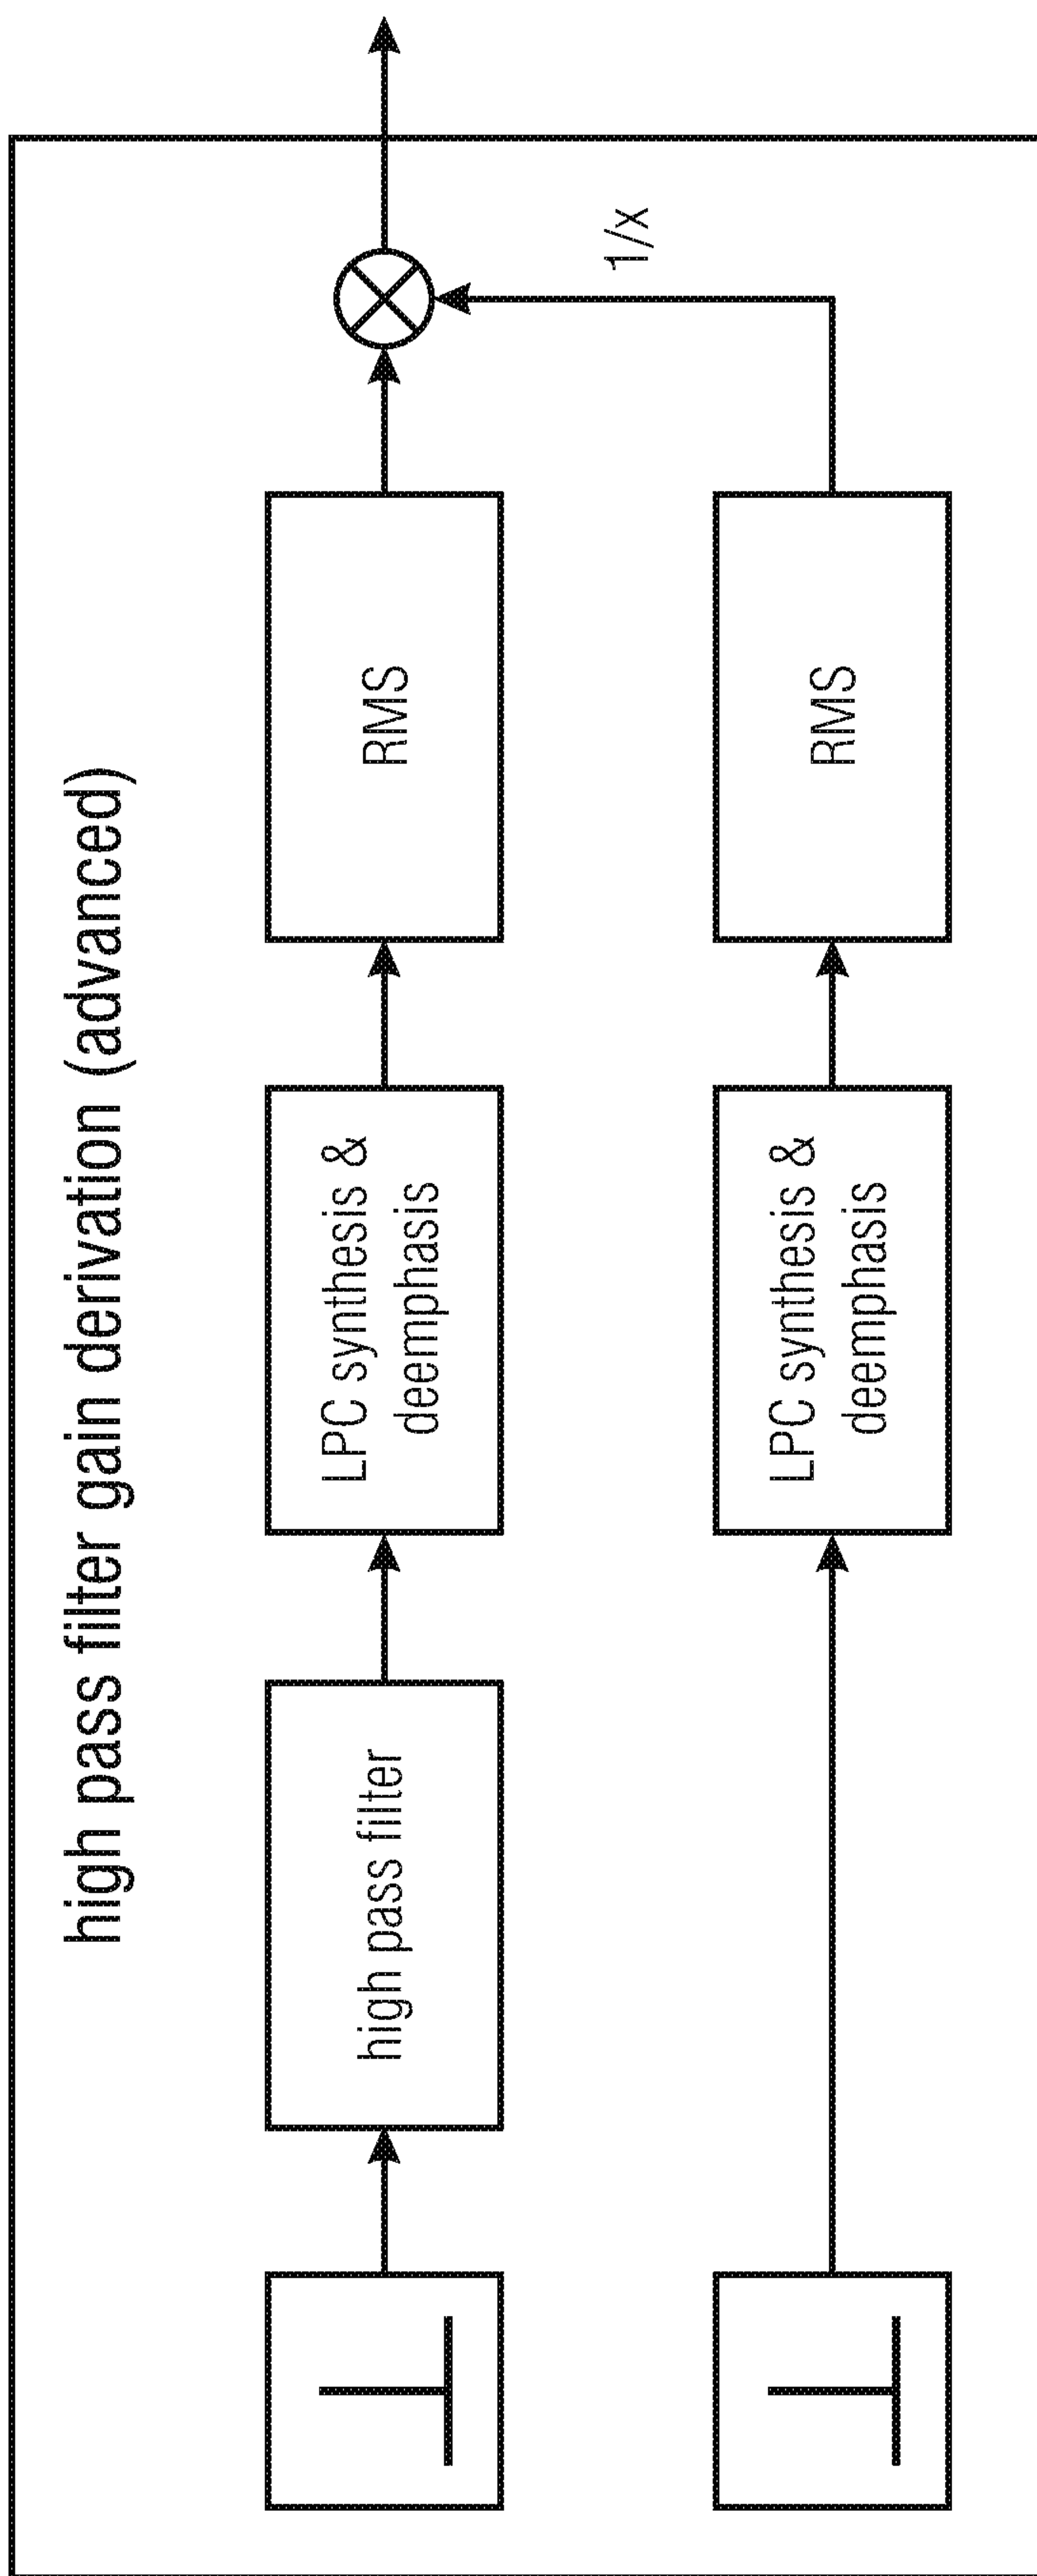 high pass filter gain derivation (advanced)
high pass filter
LPC synthesis &
deemphasis
RMS
1/x
LPC synthesis &
deemphasis
RMS